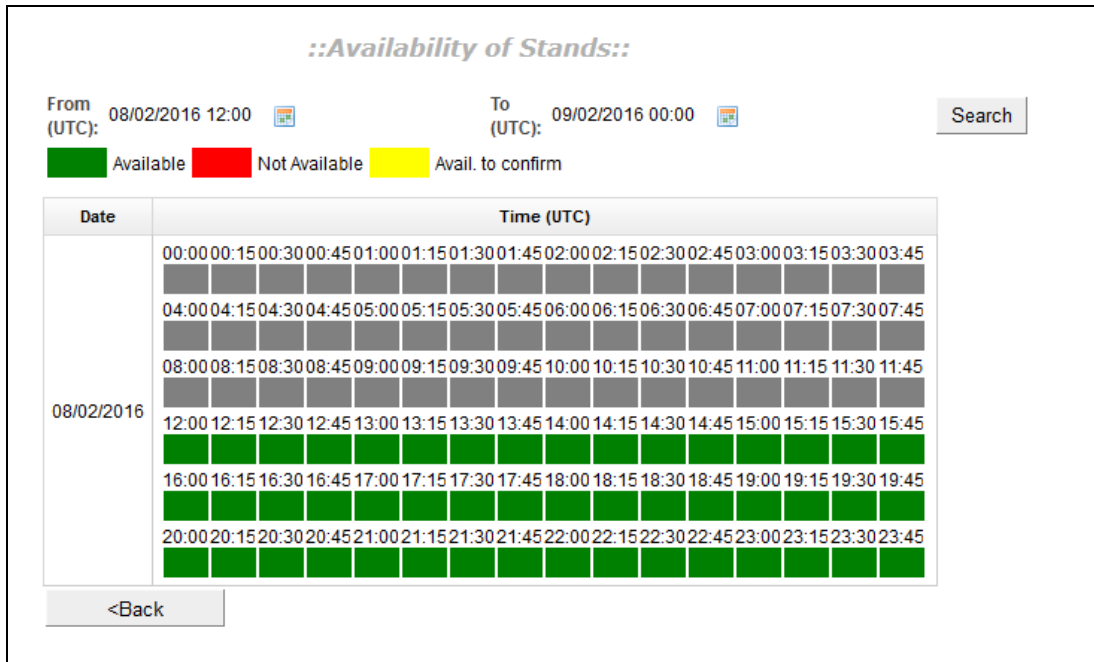 ::Availability of Stands::
From (UTC): 08/02/2016 12:00 To (UTC): 09/02/2016 00:00 Search
Available Not Available Avail. to confirm
Date Time (UTC)
00:00 00:15 00:30 00:45 01:00 01:15 01:30 01:45 02:00 02:15 02:30 02:45 03:00 03:15 03:30 03:45
04:00 04:15 04:30 04:45 05:00 05:15 05:30 05:45 06:00 06:15 06:30 06:45 07:00 07:15 07:30 07:45
08:00 08:15 08:30 08:45 09:00 09:15 09:30 09:45 10:00 10:15 10:30 10:45 11:00 11:15 11:30 11:45
08/02/2016
12:00 12:15 12:30 12:45 13:00 13:15 13:30 13:45 14:00 14:15 14:30 14:45 15:00 15:15 15:30 15:45
16:00 16:15 16:30 16:45 17:00 17:15 17:30 17:45 18:00 18:15 18:30 18:45 19:00 19:15 19:30 19:45
20:00 20:15 20:30 20:45 21:00 21:15 21:30 21:45 22:00 22:15 22:30 22:45 23:00 23:15 23:30 23:45
<Back